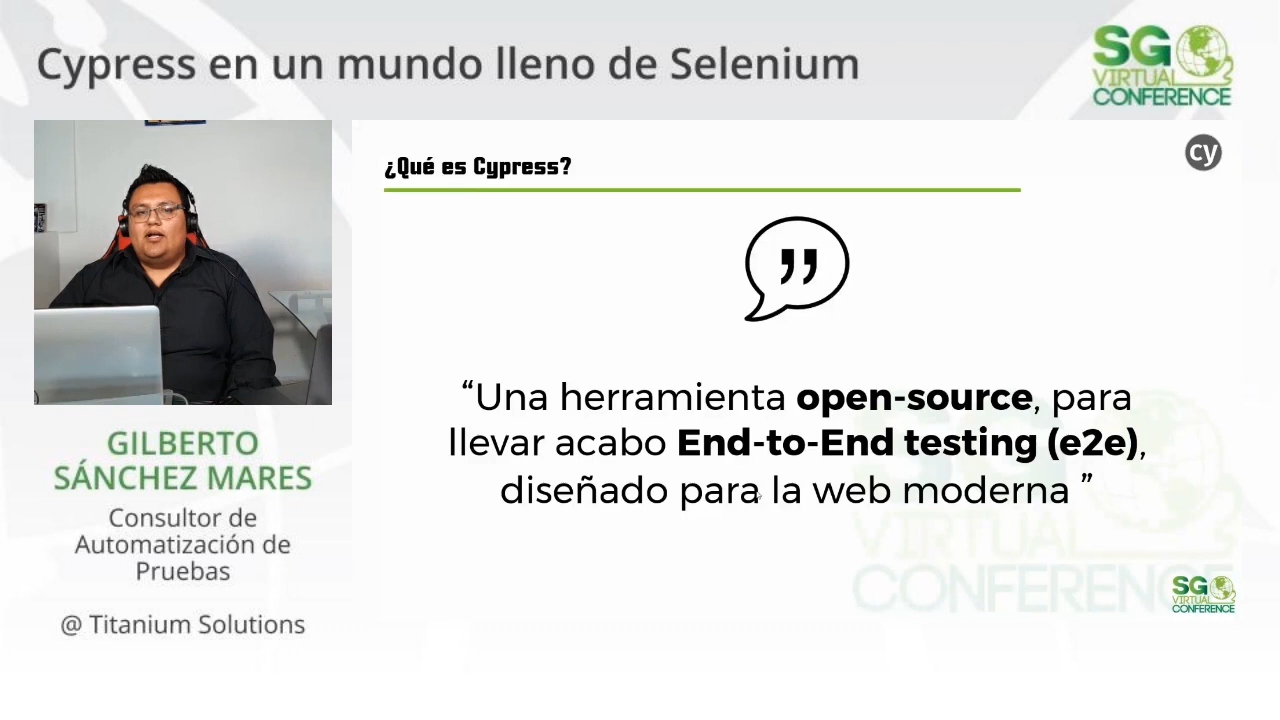 Cypress en un mundo lleno de Selenium
SG
VIRTUAL
CONFERENCE
¿Qué es Cypress?
cy
“Una herramienta open-source, para
llevar acabo End-to-End testing (e2e),
diseñado para la web moderna ”
GILBERTO
SÁNCHEZ MARES
Consultor de
Automatización de
Pruebas
@ Titanium Solutions
SG
VIRTUAL
CONFERENCE
SG
VIRTUAL
CONFERENCE